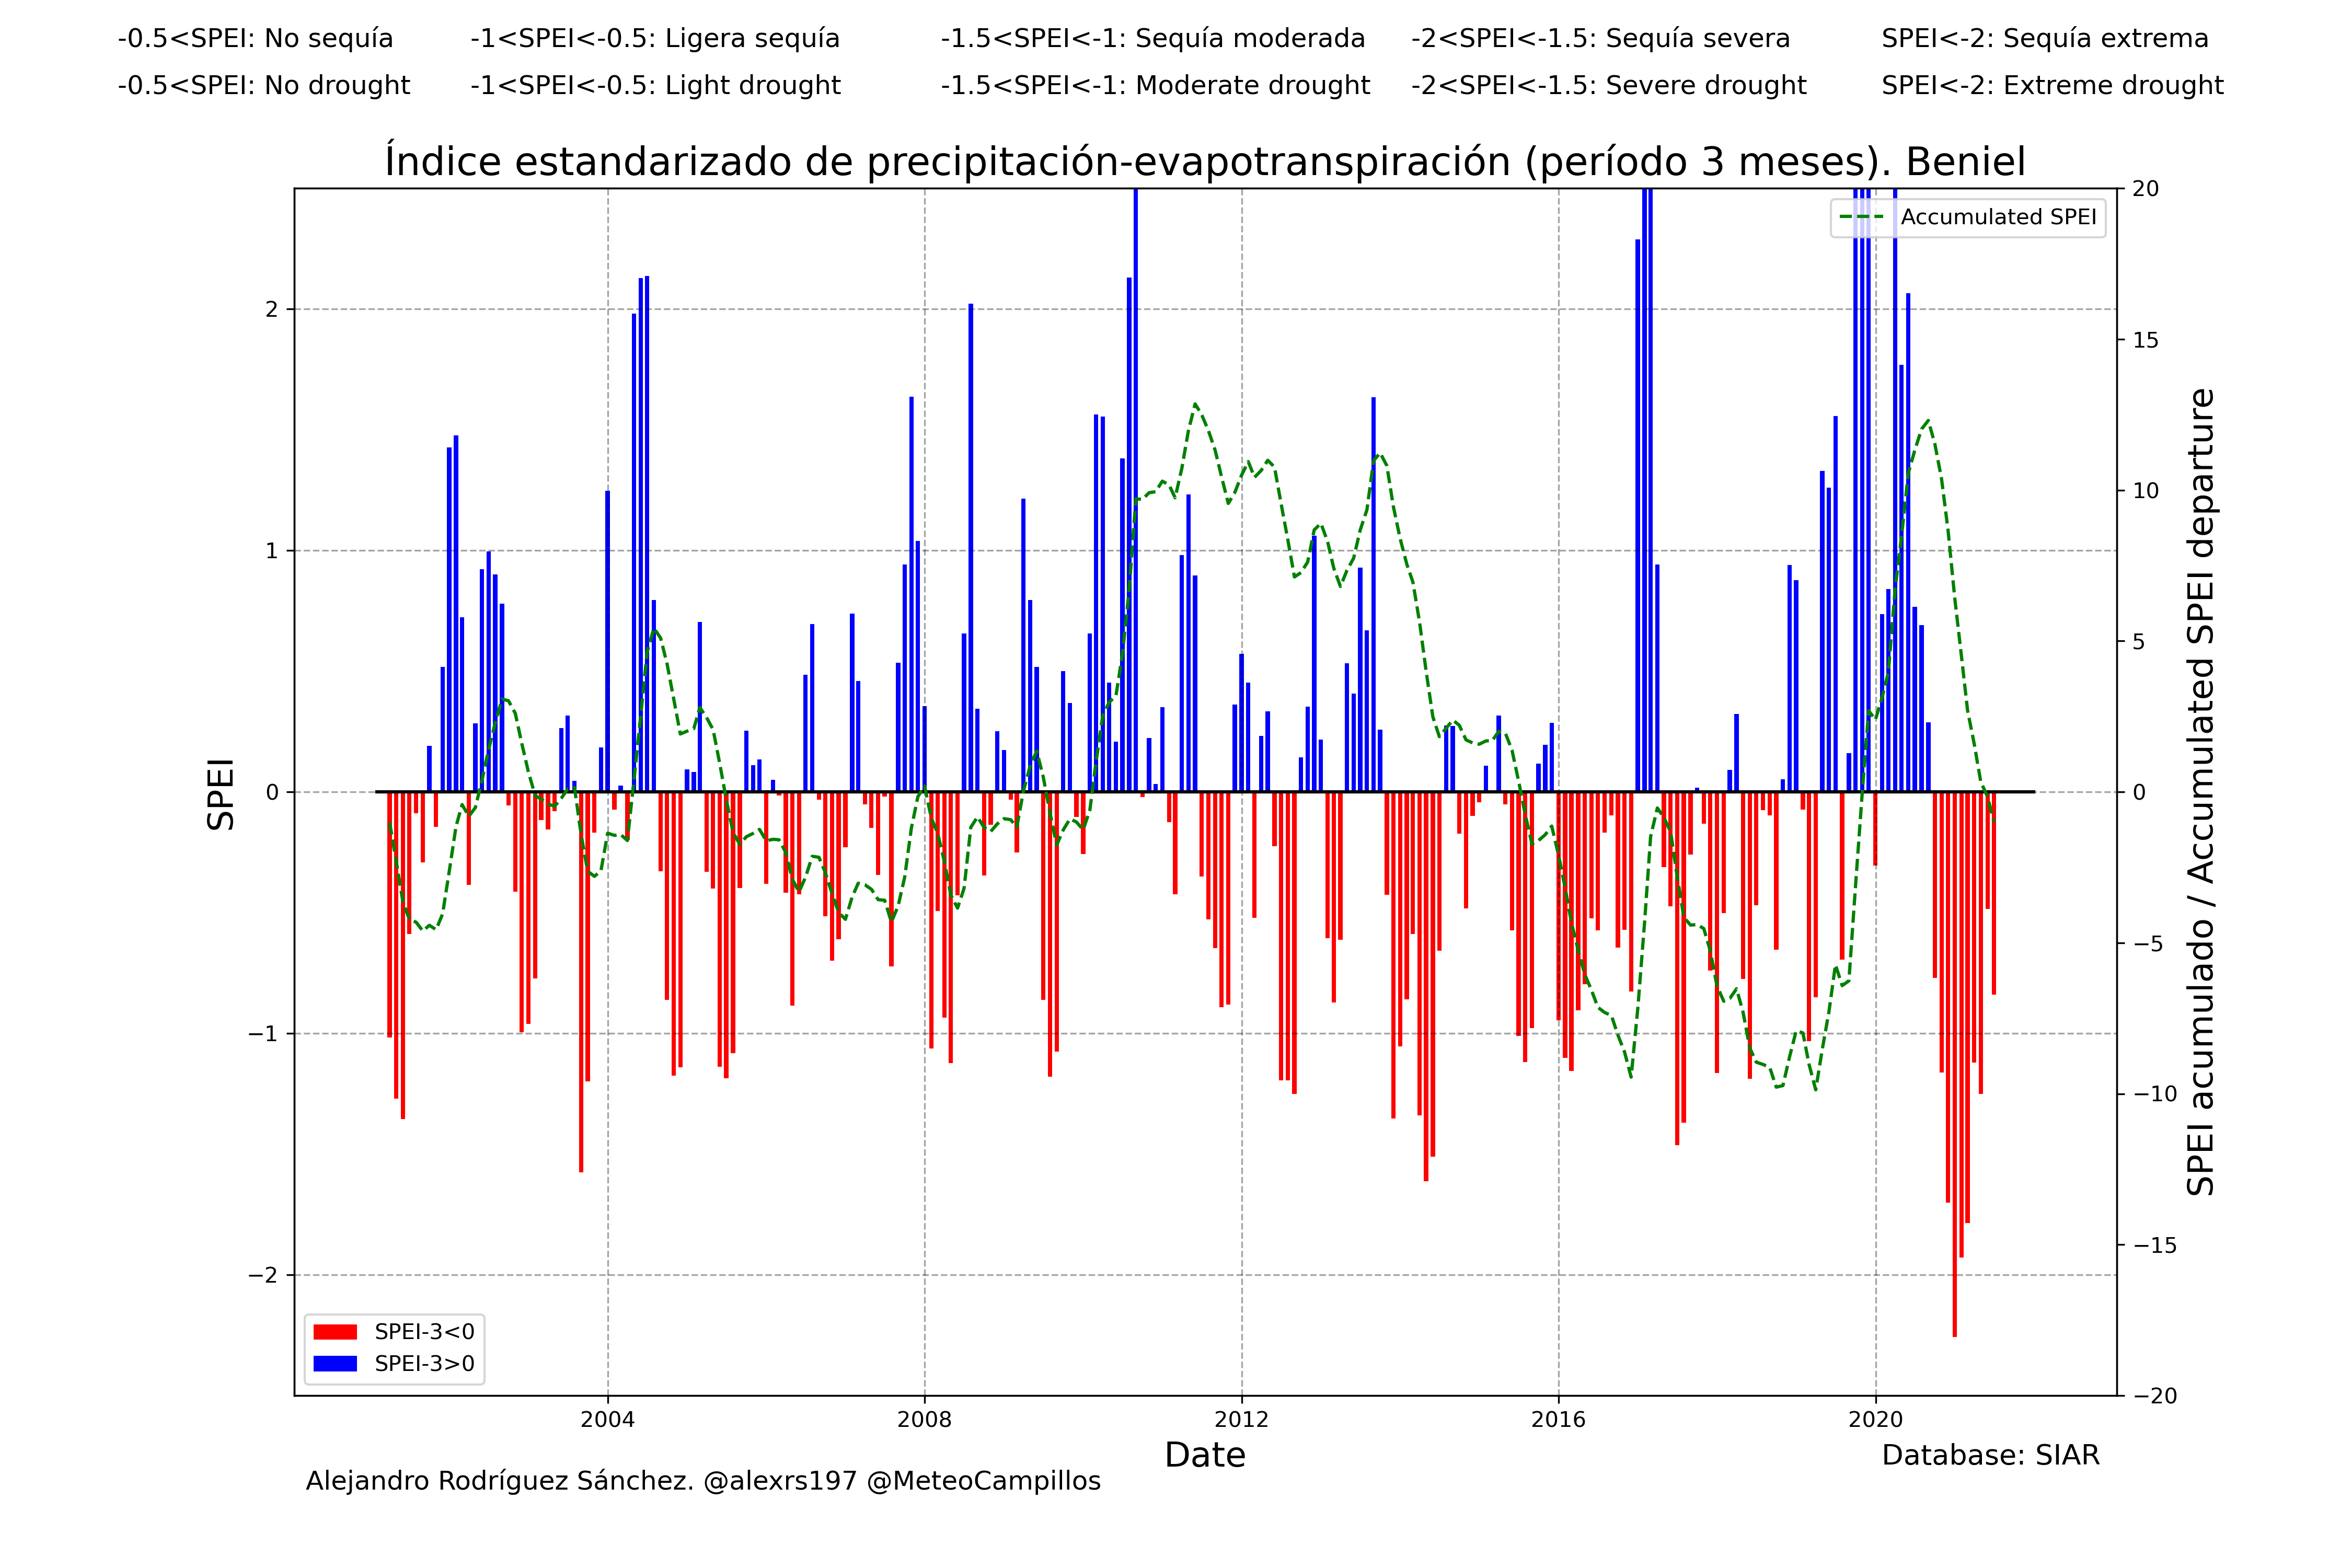 -0.5<SPEI: No sequía -1<SPEI<-0.5: Ligera sequía -1.5<SPEI<-1: Sequía moderada -2<SPEI<-1.5: Sequía severa SPEI<-2: Sequía extrema
-0.5<SPEI: No drought -1<SPEI<-0.5: Light drought -1.5<SPEI<-1: Moderate drought -2<SPEI<-1.5: Severe drought SPEI<-2: Extreme drought
Índice estandarizado de precipitación-evapotranspiración (período 3 meses). Beniel
Accumulated SPEI
SPEI
2
1
0
−1
−2
20
15
10
5
0
−5
−10
−15
−20
SPEI acumulado / Accumulated SPEI departure
SPEI-3<0
SPEI-3>0
2004 2008 2012 2016 2020
Date
Database: SIAR
Alejandro Rodríguez Sánchez. @alexrs197 @MeteoCampillos